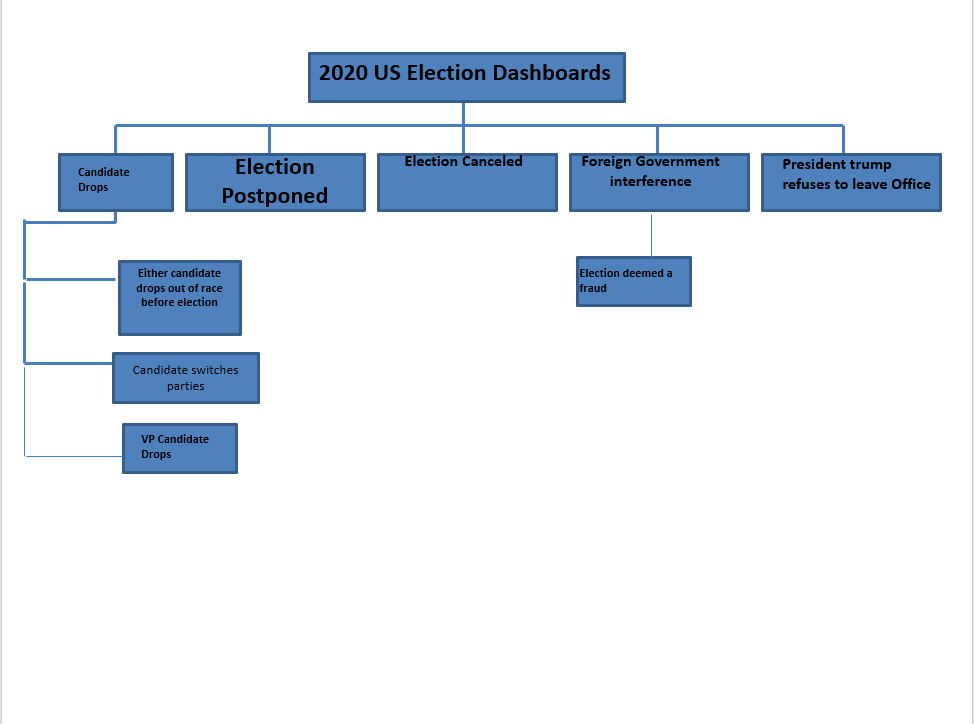 2020 US Election Dashboards
Candidate
Drops
Election
Postponed
Election Canceled
Foreign Government
interference
President trump
refuses to leave Office
Either candidate
drops out of race
before election
Election deemed a
fraud
Candidate switches
parties
VP Candidate
Drops